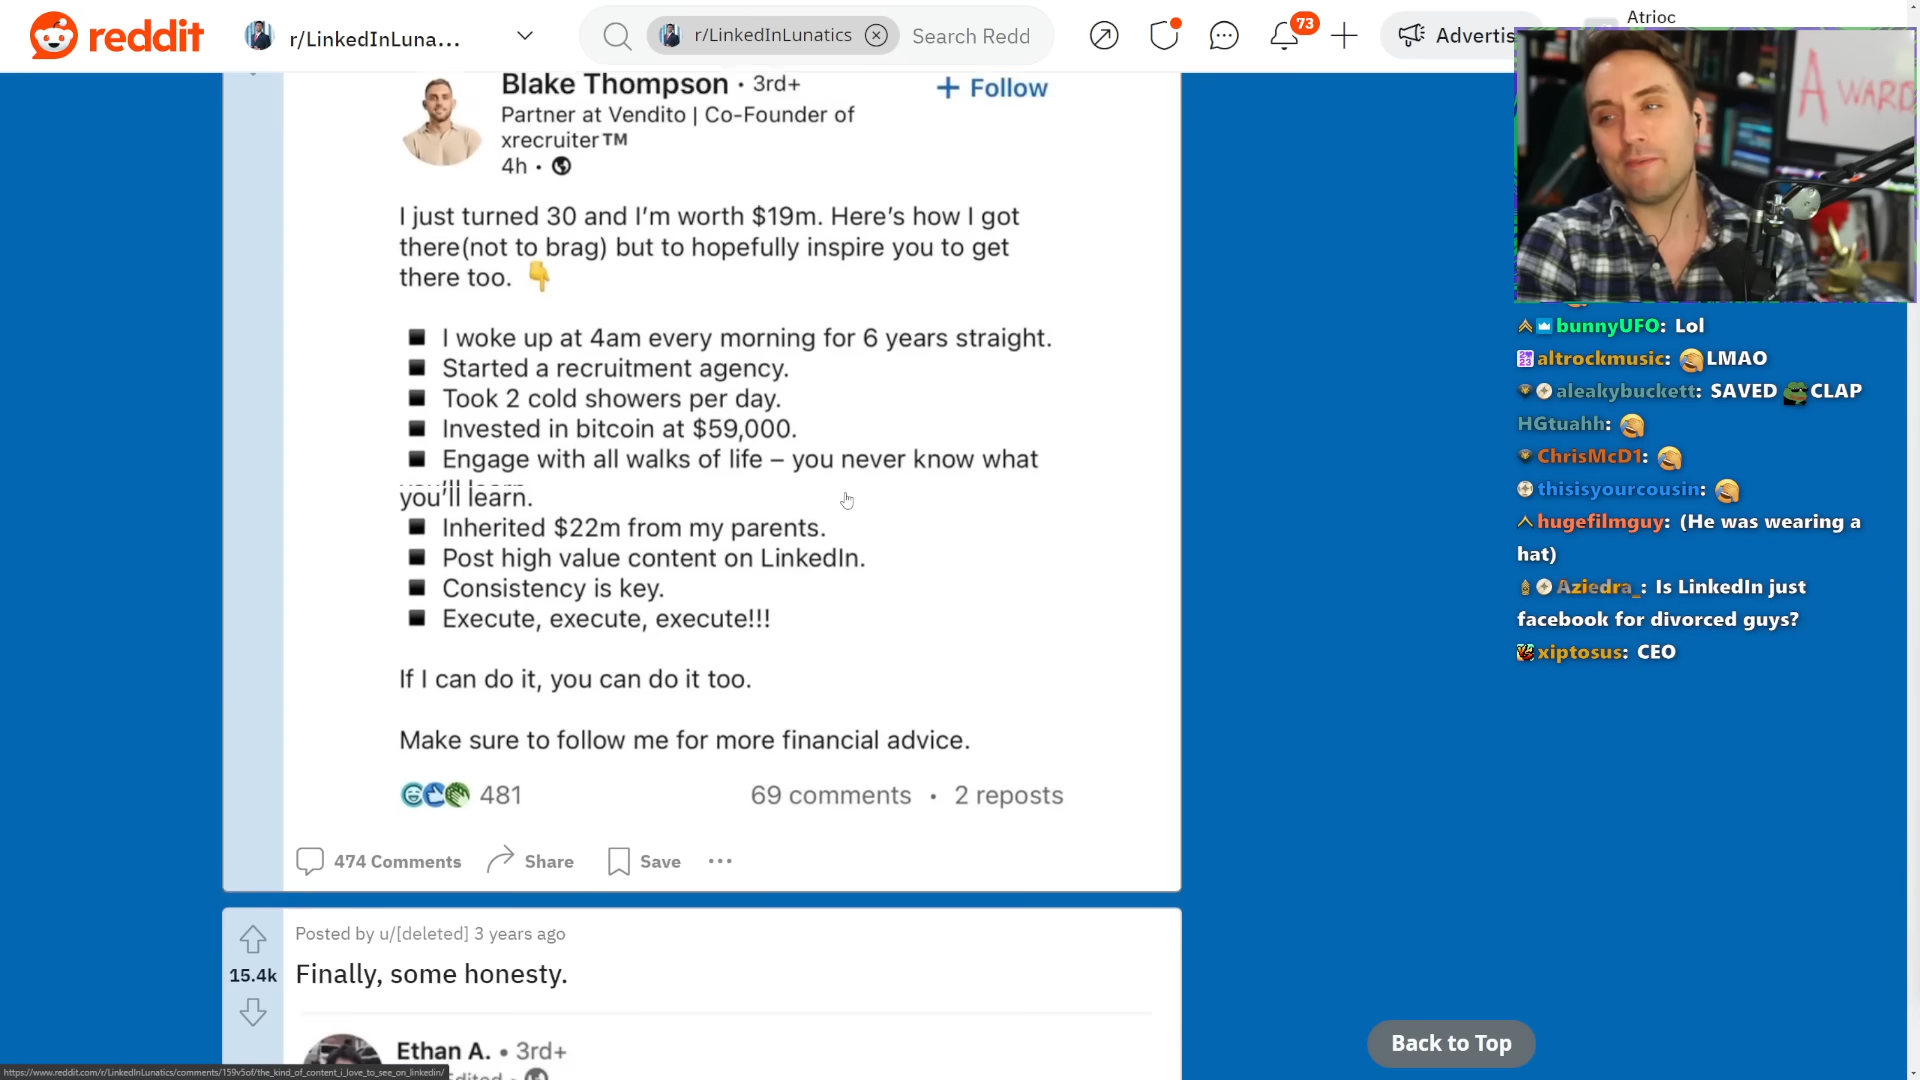 reddit
r/LinkedInLuna...
r/LinkedInLunatics
Search Redd
73
Advertis
Atrioc
AWARD
Blake Thompson • 3rd+
+ Follow
Partner at Vendito | Co-Founder of
xrecruiter™
4h •
I just turned 30 and I'm worth $19m. Here's how I got
there(not to brag) but to hopefully inspire you to get
there too. 👇
◾ I woke up at 4am every morning for 6 years straight.
◾ Started a recruitment agency.
◾ Took 2 cold showers per day.
◾ Invested in bitcoin at $59,000.
◾ Engage with all walks of life – you never know what
you'll learn.
◾ Inherited $22m from my parents.
◾ Post high value content on LinkedIn.
◾ Consistency is key.
◾ Execute, execute, execute!!!
If I can do it, you can do it too.
Make sure to follow me for more financial advice.
481
69 comments • 2 reposts
474 Comments
Share
Save
...
Posted by u/[deleted] 3 years ago
15.4k
Finally, some honesty.
Ethan A. • 3rd+
https://www.reddit.com/r/LinkedInLunatics/comments/159v5of/the_kind_of_content_i_love_to_see_on_linkedin/
bunnyUFO: Lol
altrockmusic: LMAO
aleakybuckett: SAVED CLAP
HGtuahh:
ChrisMcD1:
thisisyourcousin:
hugefilmguy: (He was wearing a
hat)
Aziedra_: Is LinkedIn just
facebook for divorced guys?
xiptosus: CEO
Back to Top